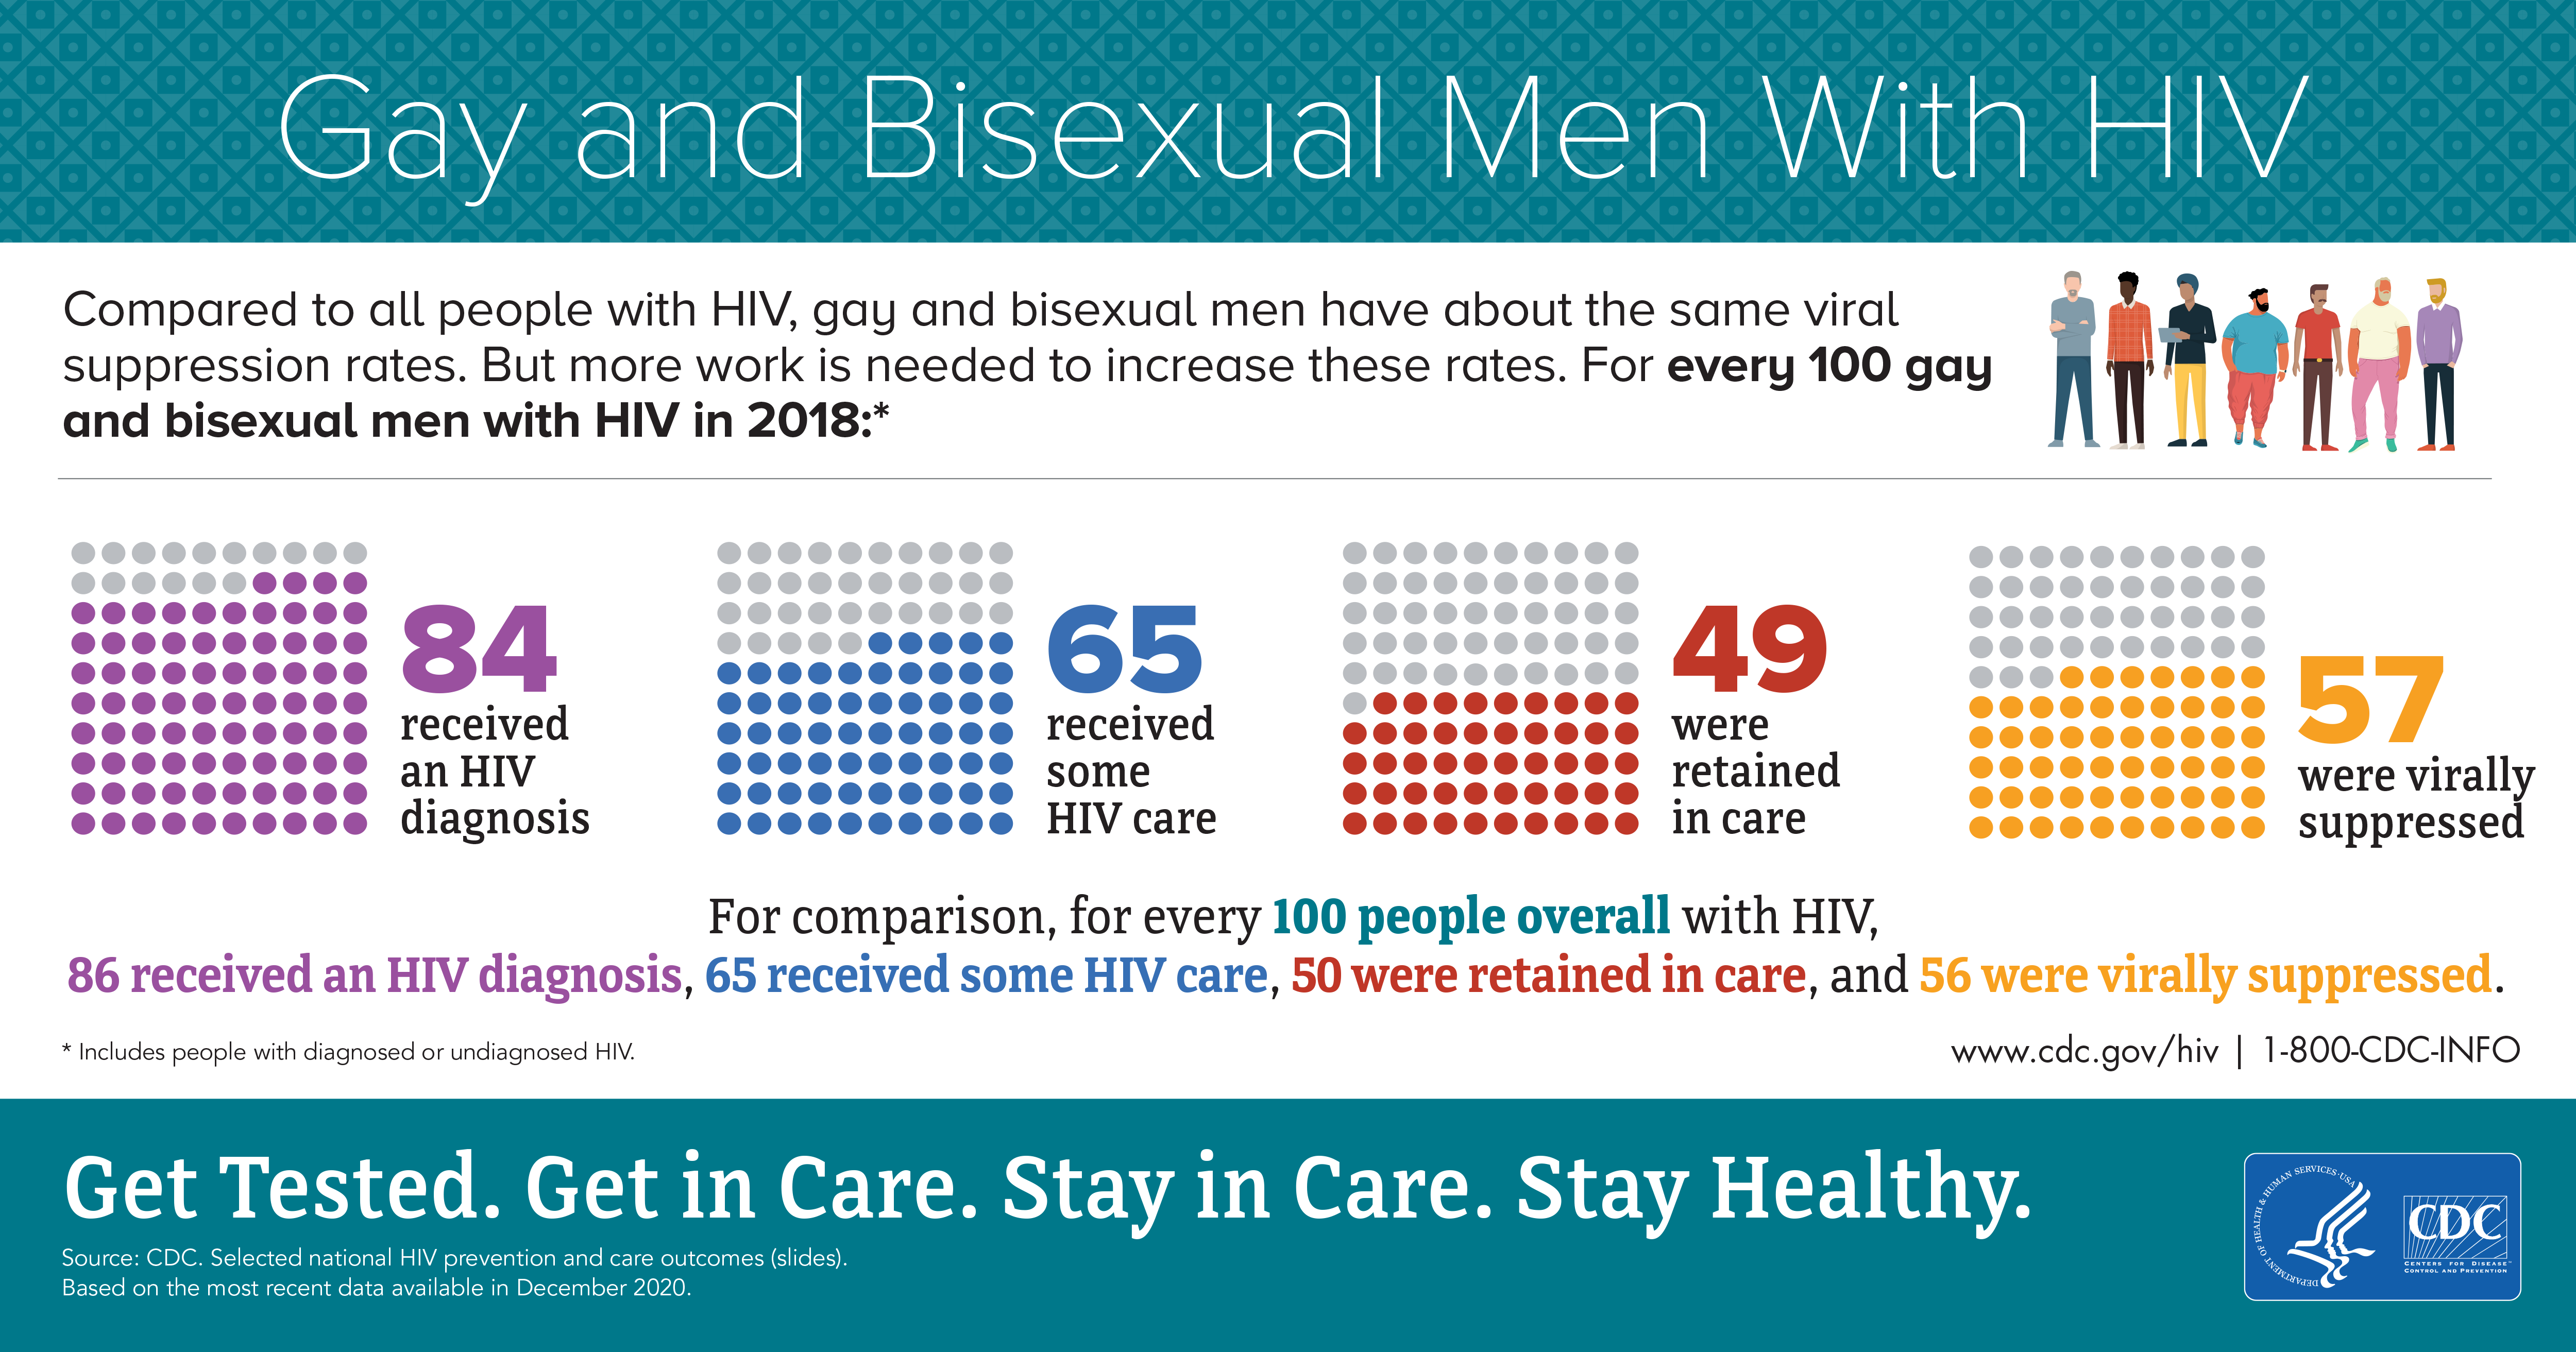 Gay and Bisexual Men With HIV
Compared to all people with HIV, gay and bisexual men have about the same viral
suppression rates. But more work is needed to increase these rates. For every 100 gay
and bisexual men with HIV in 2018:*
84
received
an HIV
diagnosis
65
received
some
HIV care
49
were
retained
in care
57
were virally
suppressed
For comparison, for every 100 people overall with HIV,
86 received an HIV diagnosis, 65 received some HIV care, 50 were retained in care, and 56 were virally suppressed.
* Includes people with diagnosed or undiagnosed HIV.
www.cdc.gov/hiv | 1-800-CDC-INFO
Get Tested. Get in Care. Stay in Care. Stay Healthy.
Source: CDC. Selected national HIV prevention and care outcomes (slides).
Based on the most recent data available in December 2020.
DEPARTMENT OF HEALTH & HUMAN SERVICES·USA
CDC
CENTERS FOR DISEASE™
CONTROL AND PREVENTION